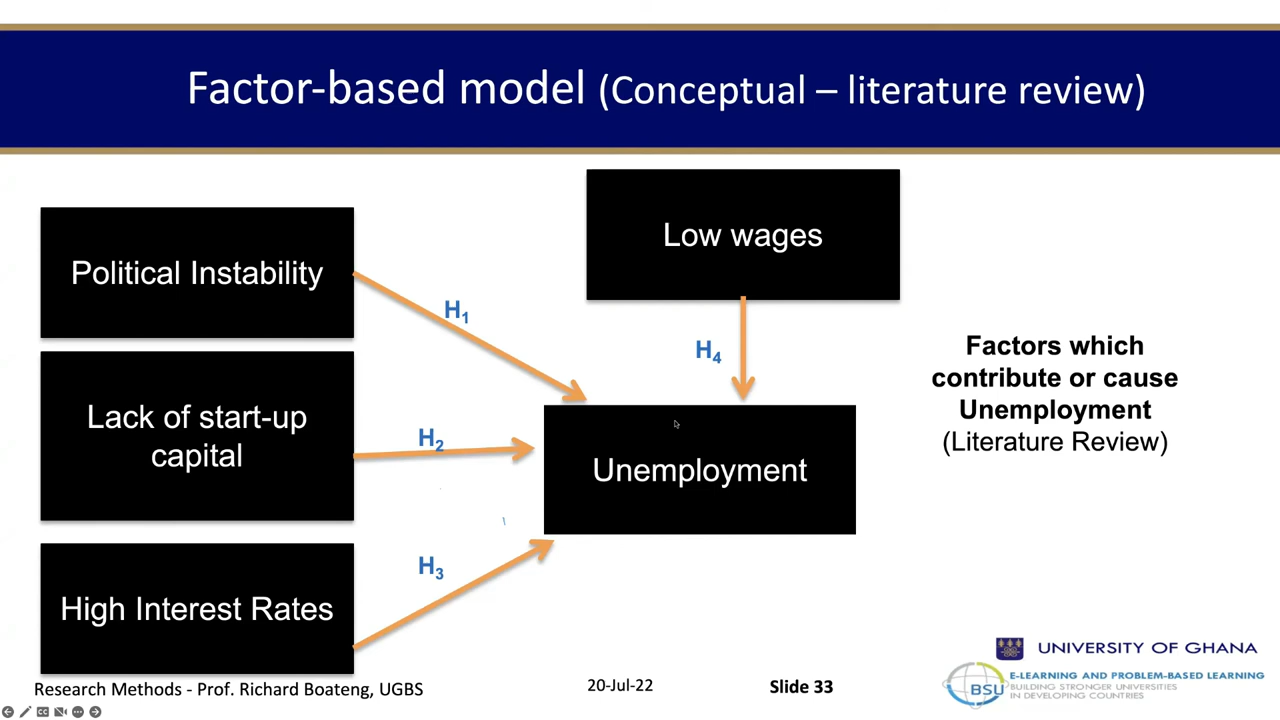 Factor-based model (Conceptual – literature review)
Political Instability
Lack of start-up
capital
High Interest Rates
H1
H2
H3
Low wages
H4
Unemployment
Factors which
contribute or cause
Unemployment
(Literature Review)
Research Methods - Prof. Richard Boateng, UGBS
20-Jul-22
Slide 33
UNIVERSITY OF GHANA
BSU
E-LEARNING AND PROBLEM-BASED LEARNING
BUILDING STRONGER UNIVERSITIES
IN DEVELOPING COUNTRIES